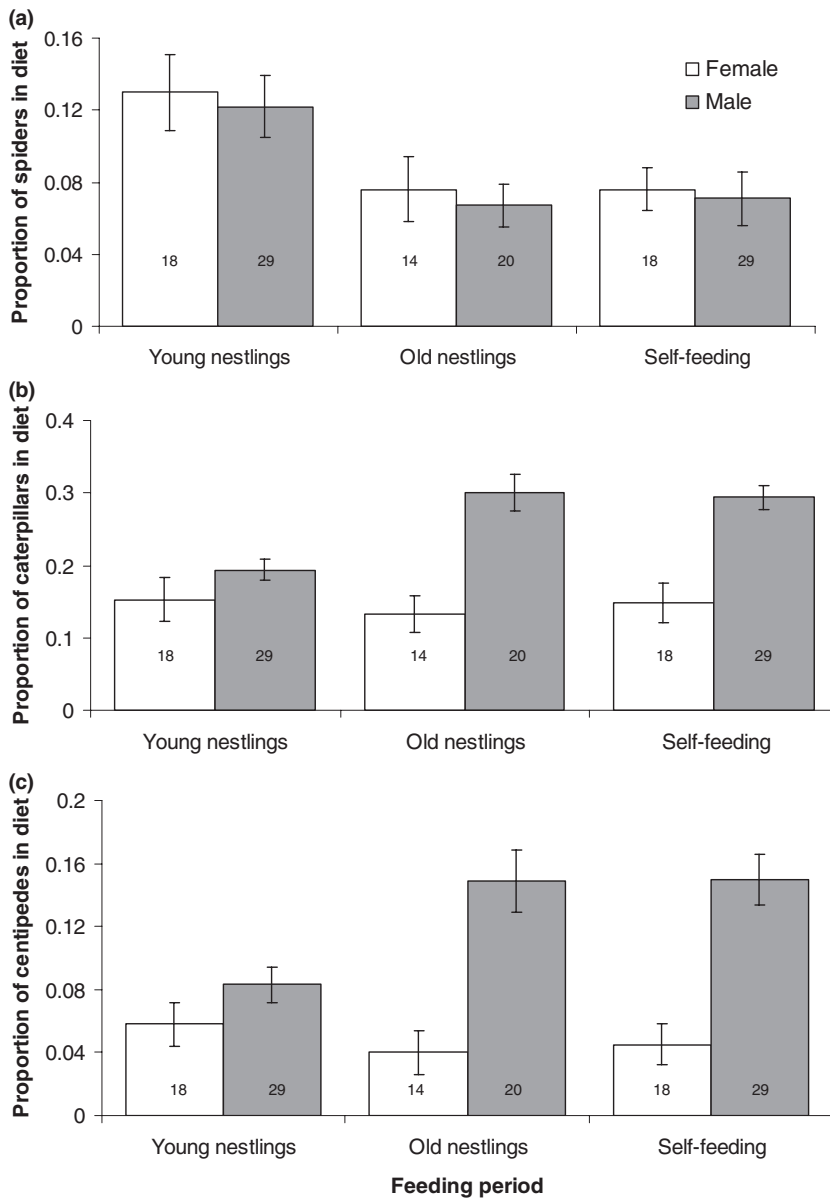 (a)
Proportion of spiders in diet
0.16
0.12
0.08
0.04
0
Female
Male
18
29
14
20
18
29
Young nestlings
Old nestlings
Self-feeding
(b)
Proportion of caterpillars in diet
0.4
0.3
0.2
0.1
0
18
29
14
20
18
29
Young nestlings
Old nestlings
Self-feeding
(c)
Proportion of centipedes in diet
0.2
0.16
0.12
0.08
0.04
0
18
29
14
20
18
29
Young nestlings
Old nestlings
Self-feeding
Feeding period